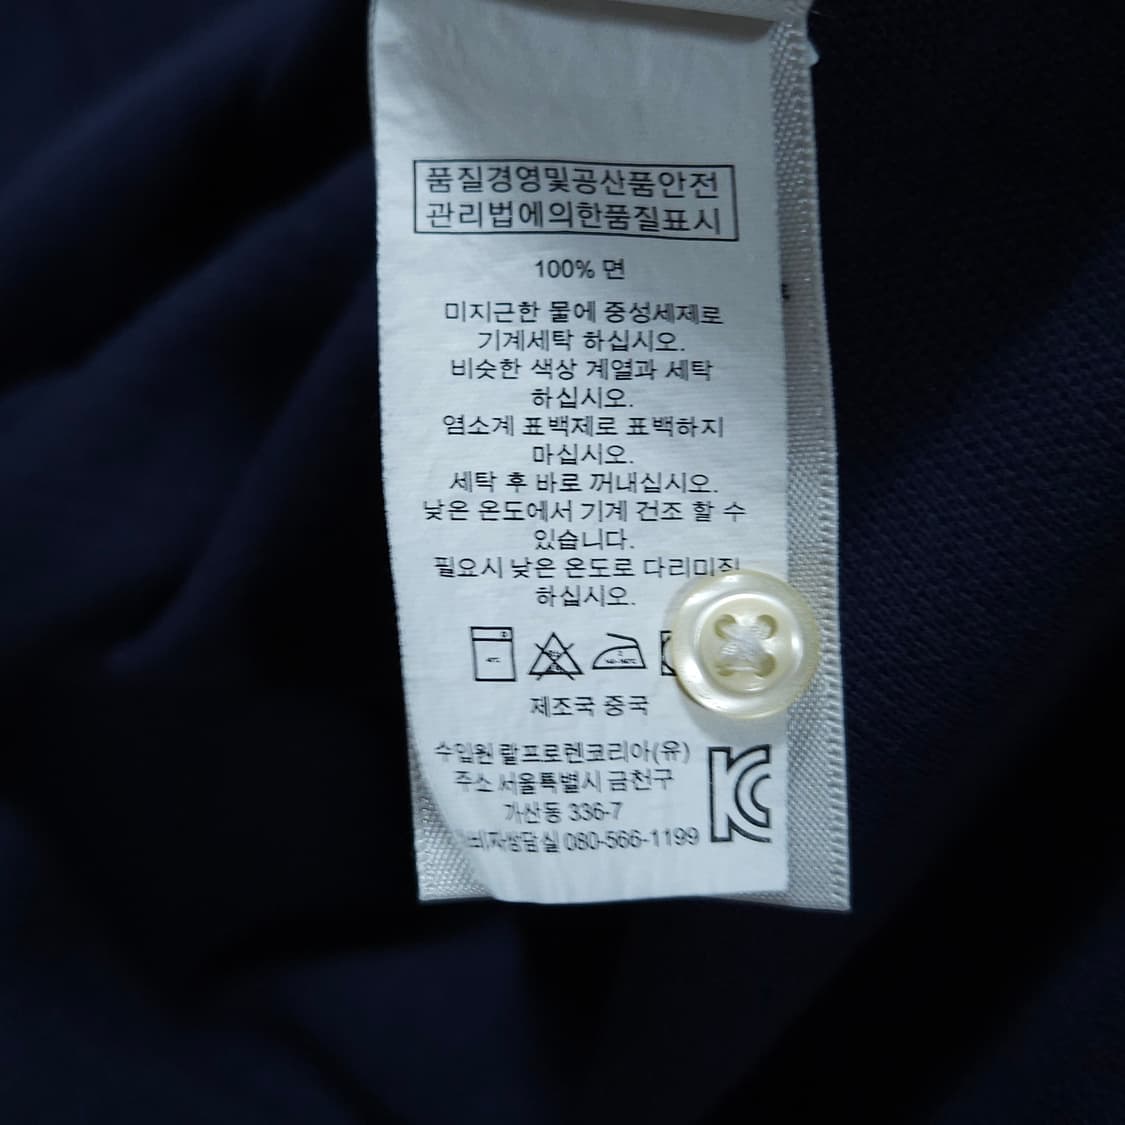 품질경영및공산품안전
관리법에의한품질표시
100% 면
미지근한 물에 중성세제로
기계세탁 하십시오.
비슷한 색상 계열과 세탁
하십시오.
염소계 표백제로 표백하지
마십시오.
세탁 후 바로 꺼내십시오.
낮은 온도에서 기계 건조 할 수
있습니다.
필요시 낮은 온도로 다리미질
하십시오.
제조국 중국
수입원 랄프로렌코리아(유)
주소 서울특별시 금천구
가산동 336-7
080-566-1199
KC